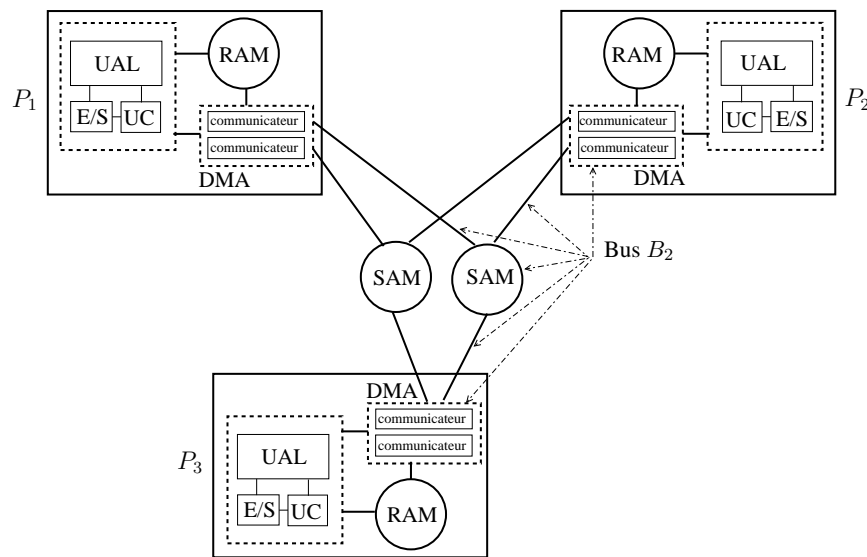 RAM
UAL
P1
E/S
UC
communicateur
communicateur
DMA
RAM
UAL
P2
UC
E/S
communicateur
communicateur
DMA
SAM
SAM
Bus B2
DMA
communicateur
communicateur
UAL
P3
E/S
UC
RAM